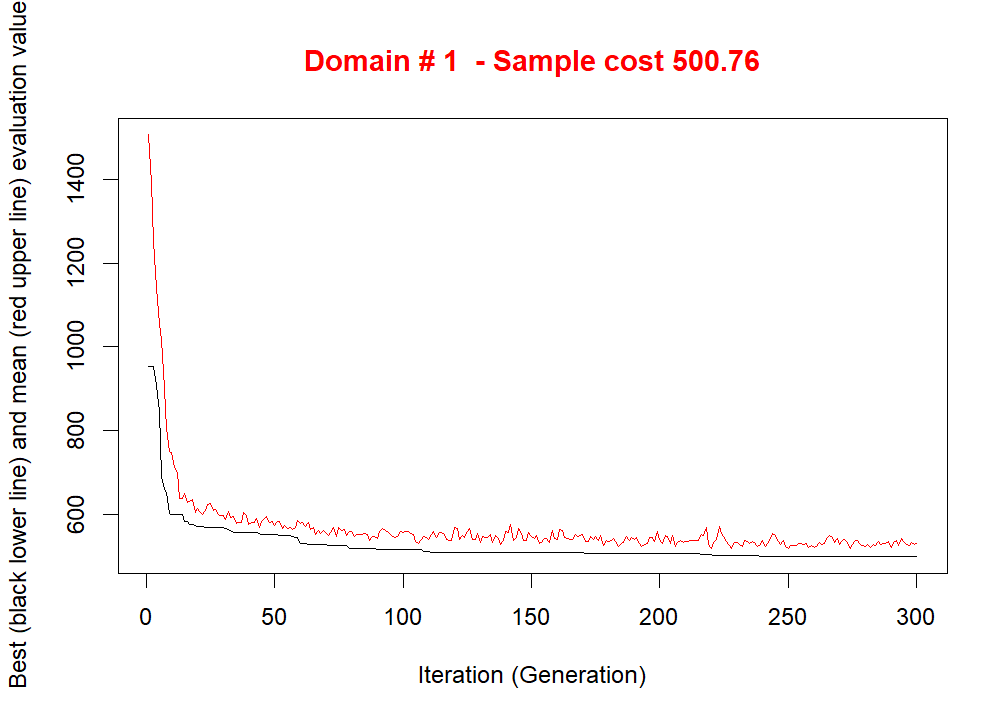 Domain # 1  - Sample cost 500.76
Best (black lower line) and mean (red upper line) evaluation value
1400
1200
1000
800
600
0 50 100 150 200 250 300
Iteration (Generation)